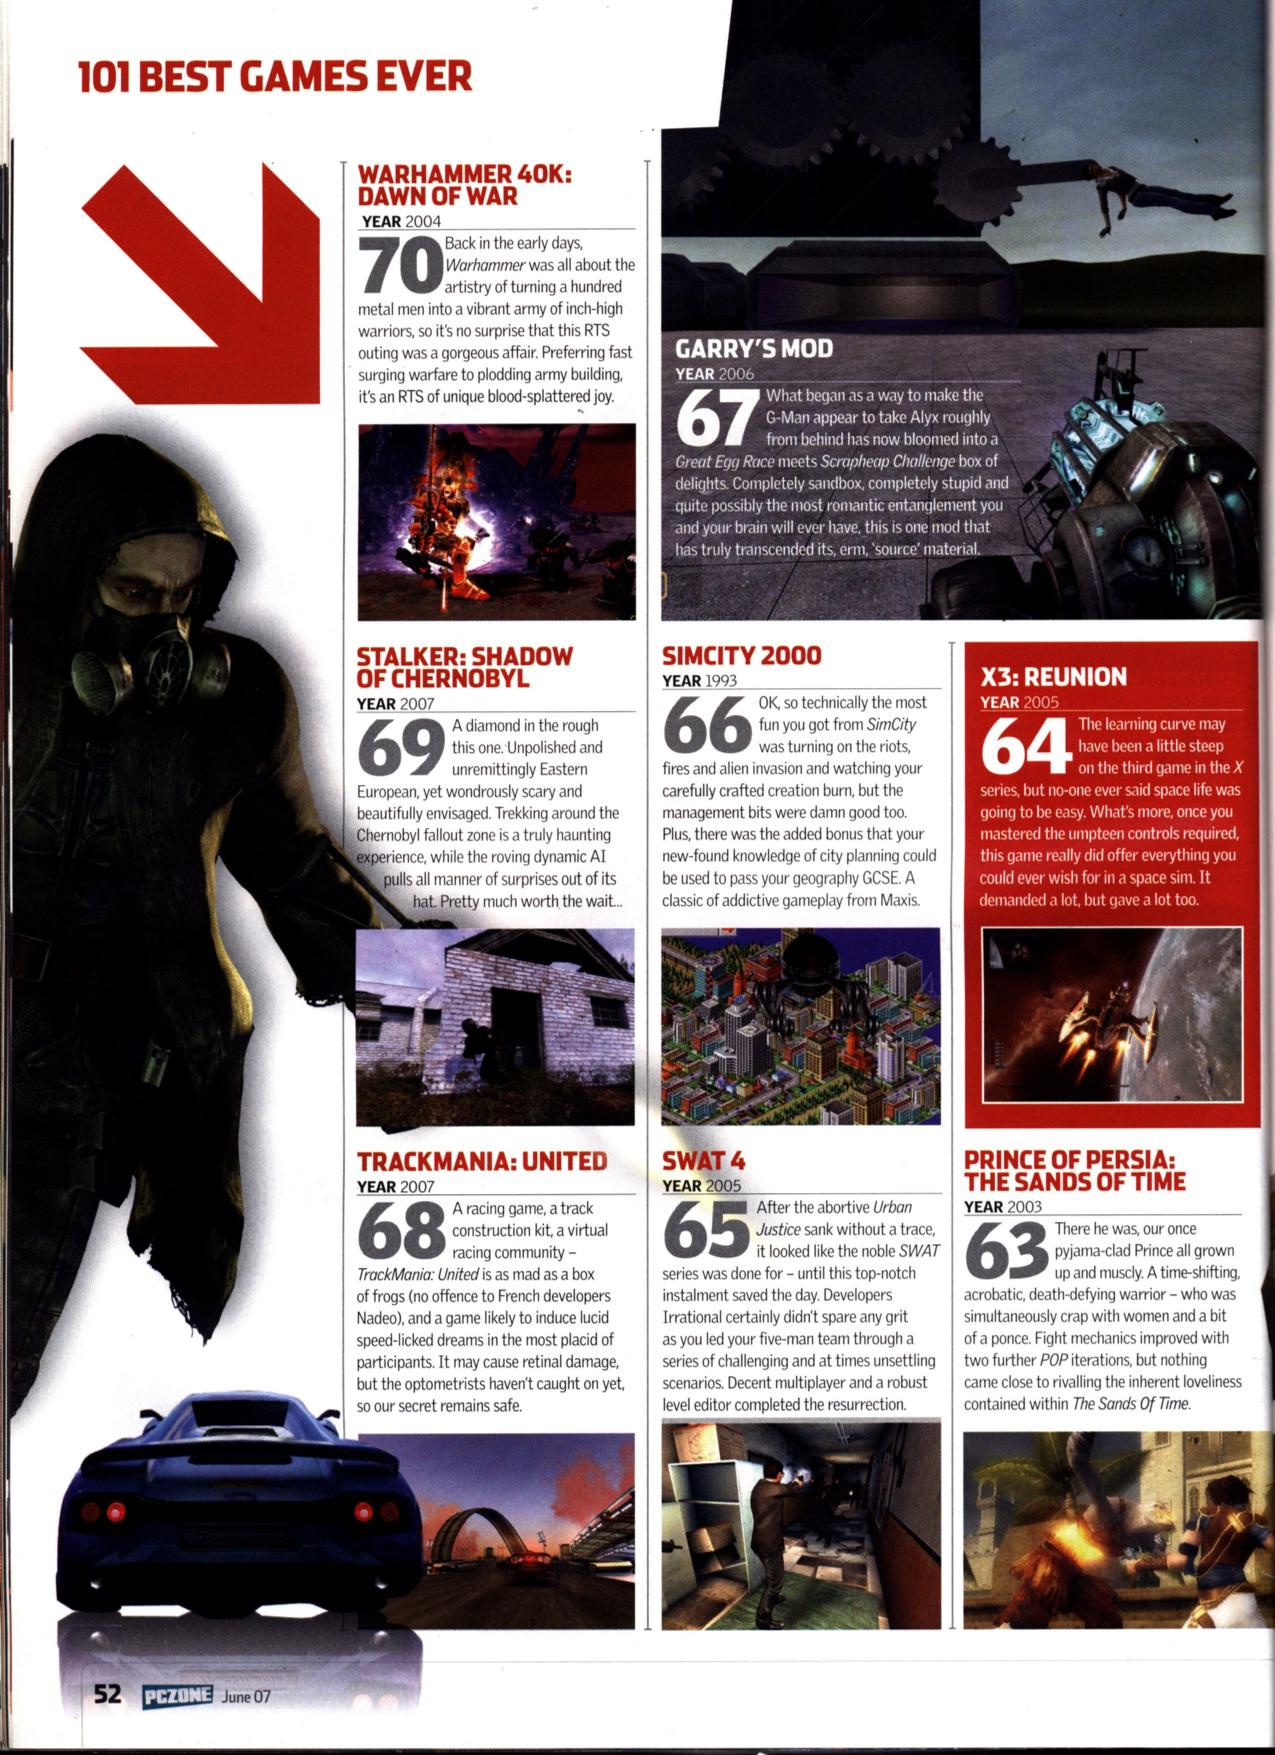 101 BEST GAMES EVER
WARHAMMER 40K:
DAWN OF WAR
YEAR 2004
70 Back in the early days,
Warhammer was all about the
artistry of turning a hundred
metal men into a vibrant army of inch-high
warriors, so it's no surprise that this RTS
outing was a gorgeous affair. Preferring fast
surging warfare to plodding army building,
it's an RTS of unique blood-splattered joy.
STALKER: SHADOW
OF CHERNOBYL
YEAR 2007
69 A diamond in the rough
this one. Unpolished and
unremittingly Eastern
European, yet wondrously scary and
beautifully envisaged. Trekking around the
Chernobyl fallout zone is a truly haunting
experience, while the roving dynamic AI
pulls all manner of surprises out of its
hat. Pretty much worth the wait...
TRACKMANIA: UNITED
YEAR 2007
68 A racing game, a track
construction kit, a virtual
racing community –
TrackMania: United is as mad as a box
of frogs (no offence to French developers
Nadeo), and a game likely to induce lucid
speed-licked dreams in the most placid of
participants. It may cause retinal damage,
but the optometrists haven't caught on yet,
so our secret remains safe.
GARRY'S MOD
YEAR 2006
67 What began as a way to make the
G-Man appear to take Alyx roughly
from behind has now bloomed into a
Great Egg Race meets Scrapheap Challenge box of
delights. Completely sandbox, completely stupid and
quite possibly the most romantic entanglement you
and your brain will ever have, this is one mod that
has truly transcended its, erm, 'source' material.
SIMCITY 2000
YEAR 1993
66 OK, so technically the most
fun you got from SimCity
was turning on the riots,
fires and alien invasion and watching your
carefully crafted creation burn, but the
management bits were damn good too.
Plus, there was the added bonus that your
new-found knowledge of city planning could
be used to pass your geography GCSE. A
classic of addictive gameplay from Maxis.
SWAT 4
YEAR 2005
65 After the abortive Urban
Justice sank without a trace,
it looked like the noble SWAT
series was done for – until this top-notch
instalment saved the day. Developers
Irrational certainly didn't spare any grit
as you led your five-man team through a
series of challenging and at times unsettling
scenarios. Decent multiplayer and a robust
level editor completed the resurrection.
X3: REUNION
YEAR 2005
64 The learning curve may
have been a little steep
on the third game in the X
series, but no-one ever said space life was
going to be easy. What's more, once you
mastered the umpteen controls required,
this game really did offer everything you
could ever wish for in a space sim. It
demanded a lot, but gave a lot too.
PRINCE OF PERSIA:
THE SANDS OF TIME
YEAR 2003
63 There he was, our once
pyjama-clad Prince all grown
up and muscly. A time-shifting,
acrobatic, death-defying warrior – who was
simultaneously crap with women and a bit
of a ponce. Fight mechanics improved with
two further POP iterations, but nothing
came close to rivalling the inherent loveliness
contained within The Sands Of Time.
52 PCZONE June 07